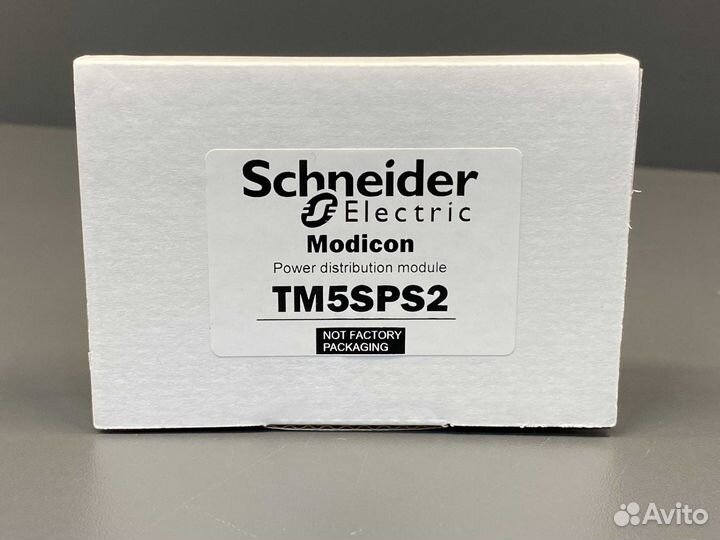 Schneider
Electric
Modicon
Power distribution module
TM5SPS2
NOT FACTORY
PACKAGING
Avito